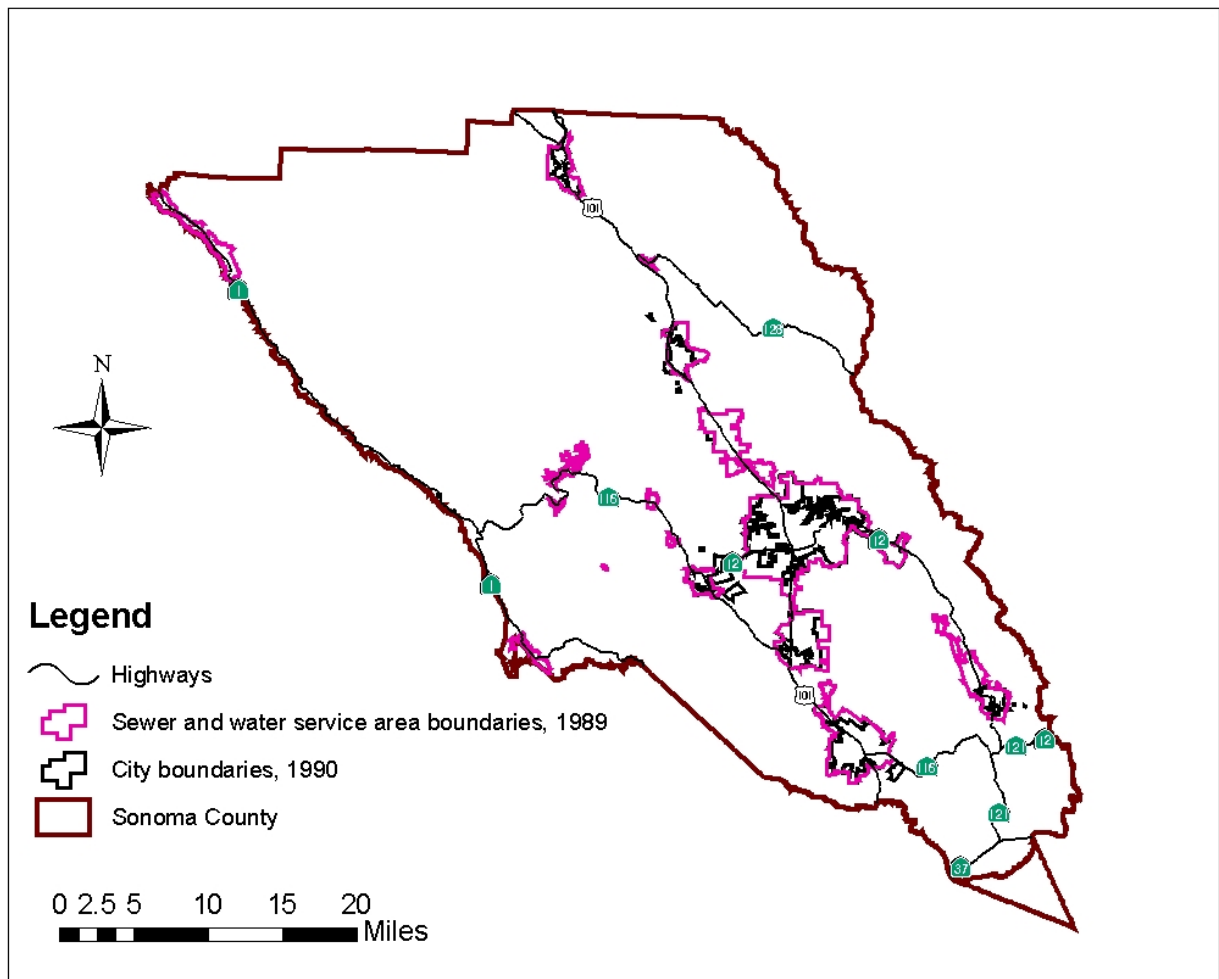 101
1
128
N
116
12
12
1
Legend
Highways
101
Sewer and water service area boundaries, 1989
12
121
City boundaries, 1990
116
Sonoma County
121
37
0 2.5 5 10 15 20
Miles